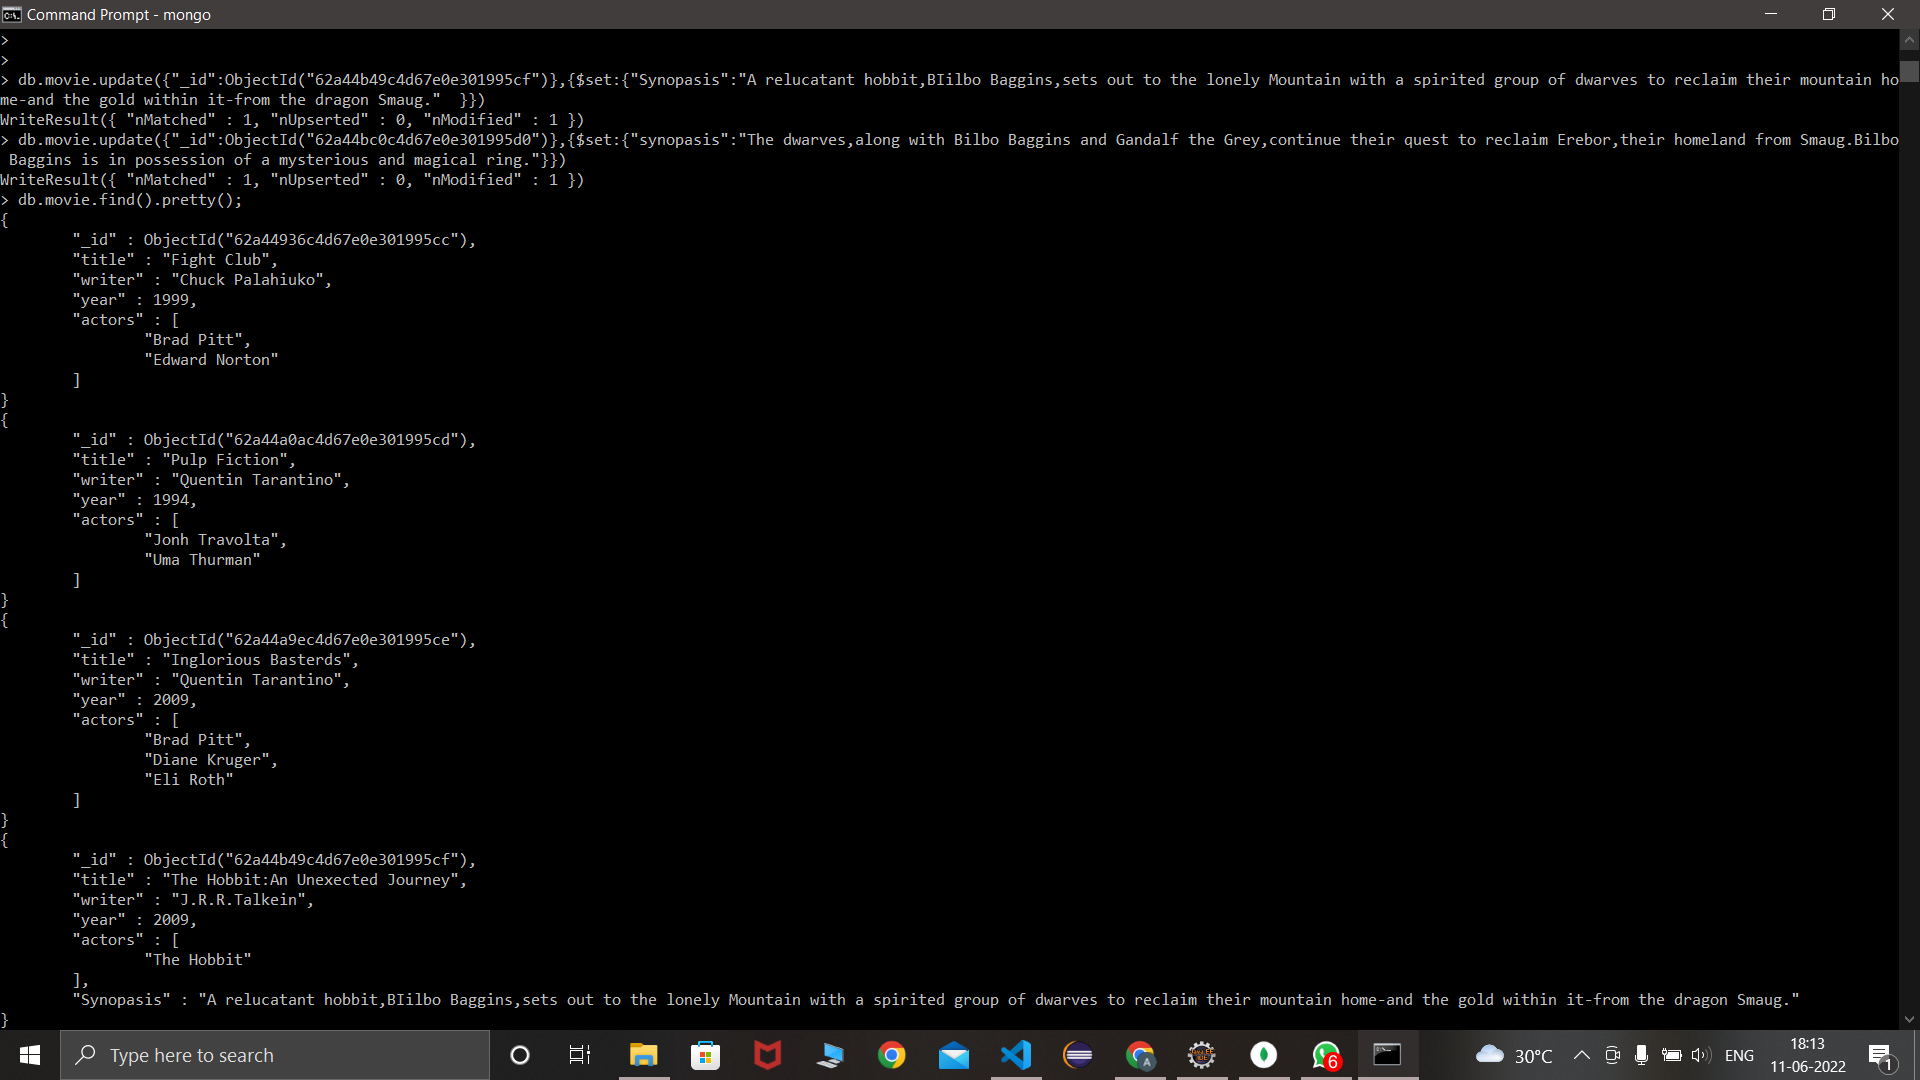 Command Prompt - mongo
>
>
> db.movie.update({"_id":ObjectId("62a44b49c4d67e0e301995cf")},{$set:{"Synopasis":"A relucatant hobbit,BIilbo Baggins,sets out to the lonely Mountain with a spirited group of dwarves to reclaim their mountain ho
me-and the gold within it-from the dragon Smaug."  }})
WriteResult({ "nMatched" : 1, "nUpserted" : 0, "nModified" : 1 })
> db.movie.update({"_id":ObjectId("62a44bc0c4d67e0e301995d0")},{$set:{"synopsis":"The dwarves,along with Bilbo Baggins and Gandalf the Grey,continue their quest to reclaim Erebor,their homeland from Smaug.Bilbo
 Baggins is in possession of a mysterious and magical ring."}})
WriteResult({ "nMatched" : 1, "nUpserted" : 0, "nModified" : 1 })
> db.movie.find().pretty();
{
        "_id" : ObjectId("62a44936c4d67e0e301995cc"),
        "title" : "Fight Club",
        "writer" : "Chuck Palahiuko",
        "year" : 1999,
        "actors" : [
                "Brad Pitt",
                "Edward Norton"
        ]
}
{
        "_id" : ObjectId("62a44a0ac4d67e0e301995cd"),
        "title" : "Pulp Fiction",
        "writer" : "Quentin Tarantino",
        "year" : 1994,
        "actors" : [
                "Jonh Travolta",
                "Uma Thurman"
        ]
}
{
        "_id" : ObjectId("62a44a9ec4d67e0e301995ce"),
        "title" : "Inglorious Basterds",
        "writer" : "Quentin Tarantino",
        "year" : 2009,
        "actors" : [
                "Brad Pitt",
                "Diane Kruger",
                "Eli Roth"
        ]
}
{
        "_id" : ObjectId("62a44b49c4d67e0e301995cf"),
        "title" : "The Hobbit:An Unexected Journey",
        "writer" : "J.R.R.Talkein",
        "year" : 2009,
        "actors" : [
                "The Hobbit"
        ],
        "Synopasis" : "A relucatant hobbit,BIilbo Baggins,sets out to the lonely Mountain with a spirited group of dwarves to reclaim their mountain home-and the gold within it-from the dragon Smaug."
}
Type here to search
A
6
30°C
ENG
18:13
11-06-2022
1